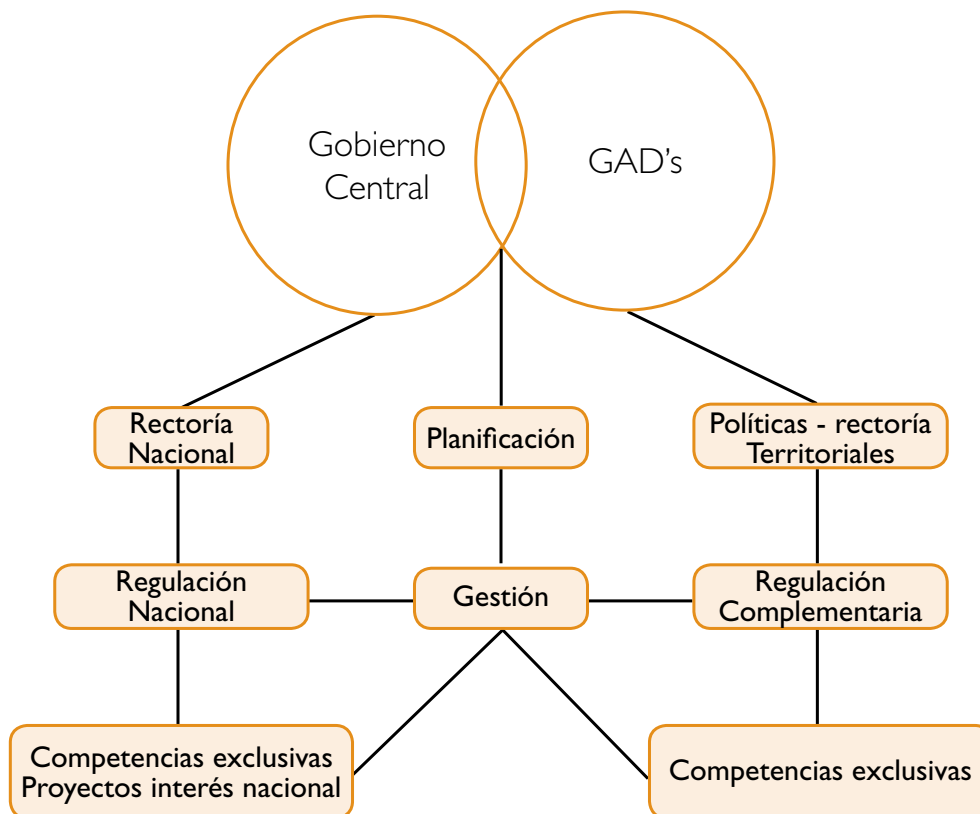 Gobierno
Central
GAD's
Rectoría
Nacional
Planificación
Políticas - rectoría
Territoriales
Regulación
Nacional
Gestión
Regulación
Complementaria
Competencias exclusivas
Proyectos interés nacional
Competencias exclusivas